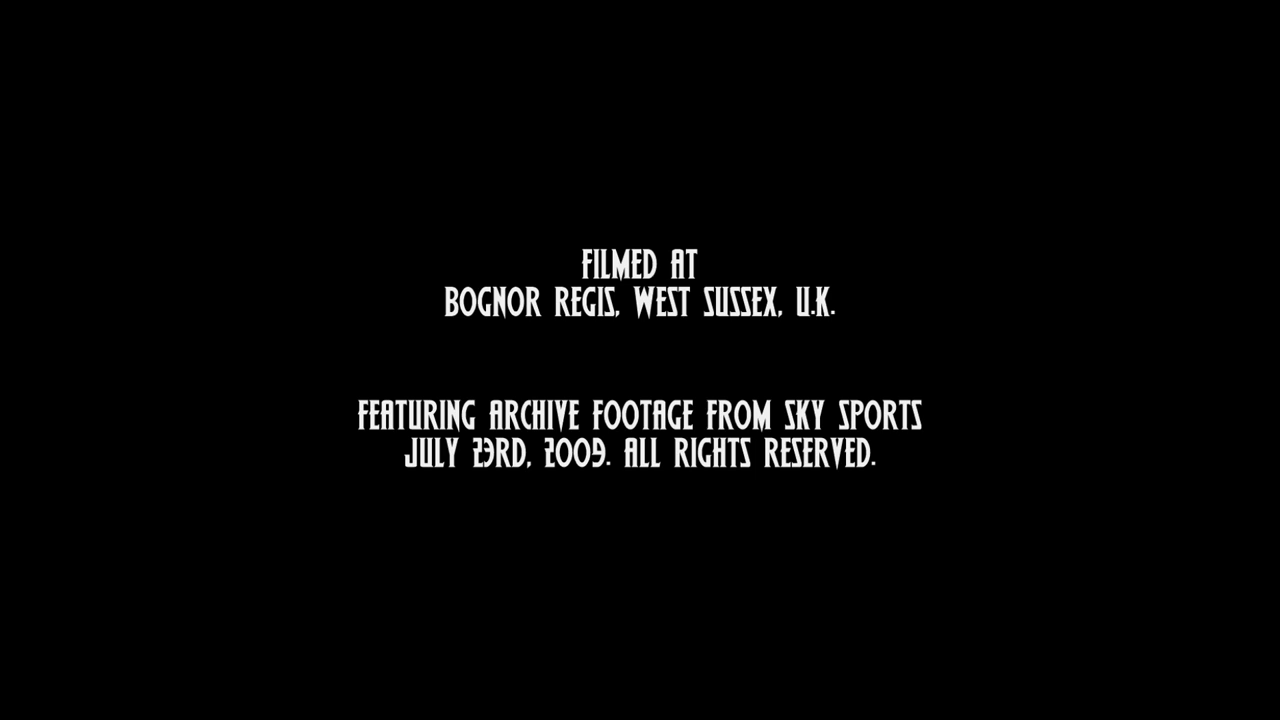 FILMED AT
BOGNOR REGIS, WEST SUSSEX, U.K.
FEATURING ARCHIVE FOOTAGE FROM SKY SPORTS
JULY 23RD, 2009. ALL RIGHTS RESERVED.